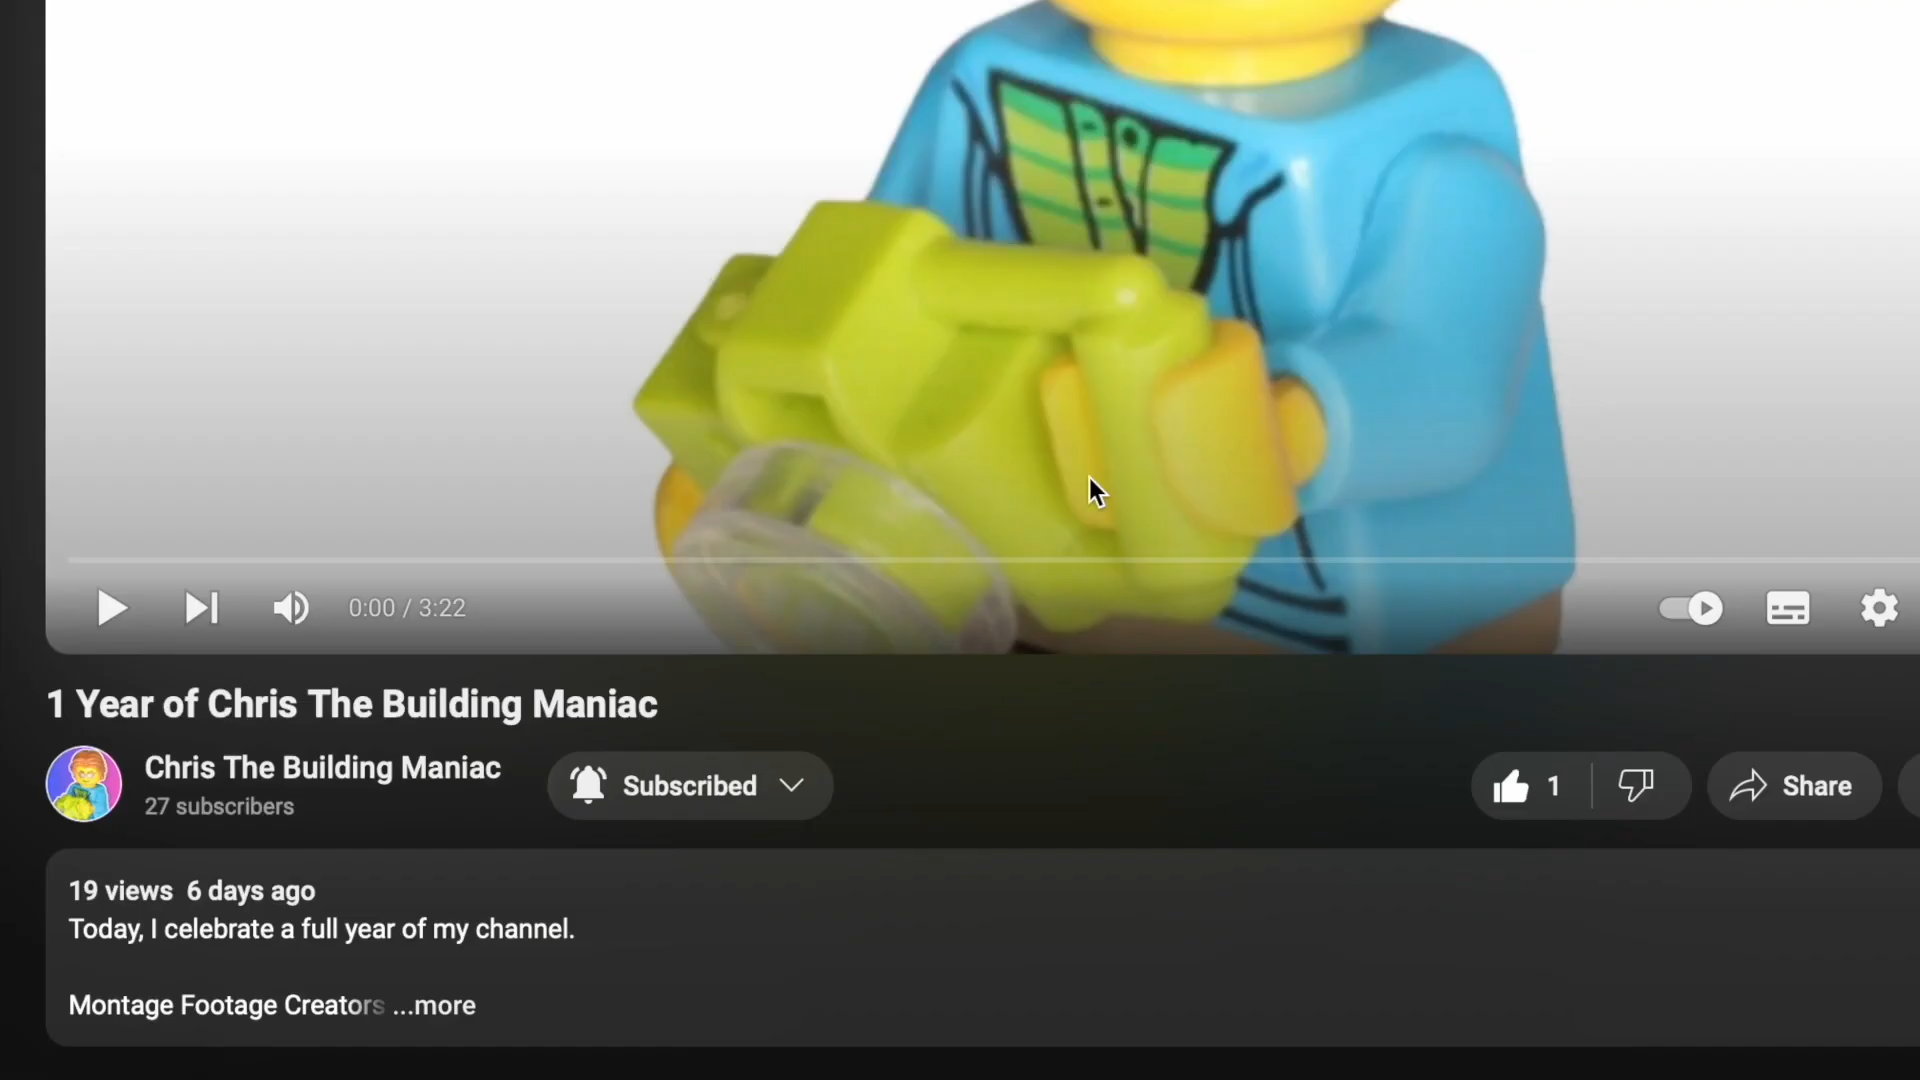 0:00 / 3:22
1 Year of Chris The Building Maniac
Chris The Building Maniac
27 subscribers
Subscribed
1
Share
19 views 6 days ago
Today, I celebrate a full year of my channel.
Montage Footage Creators ...more